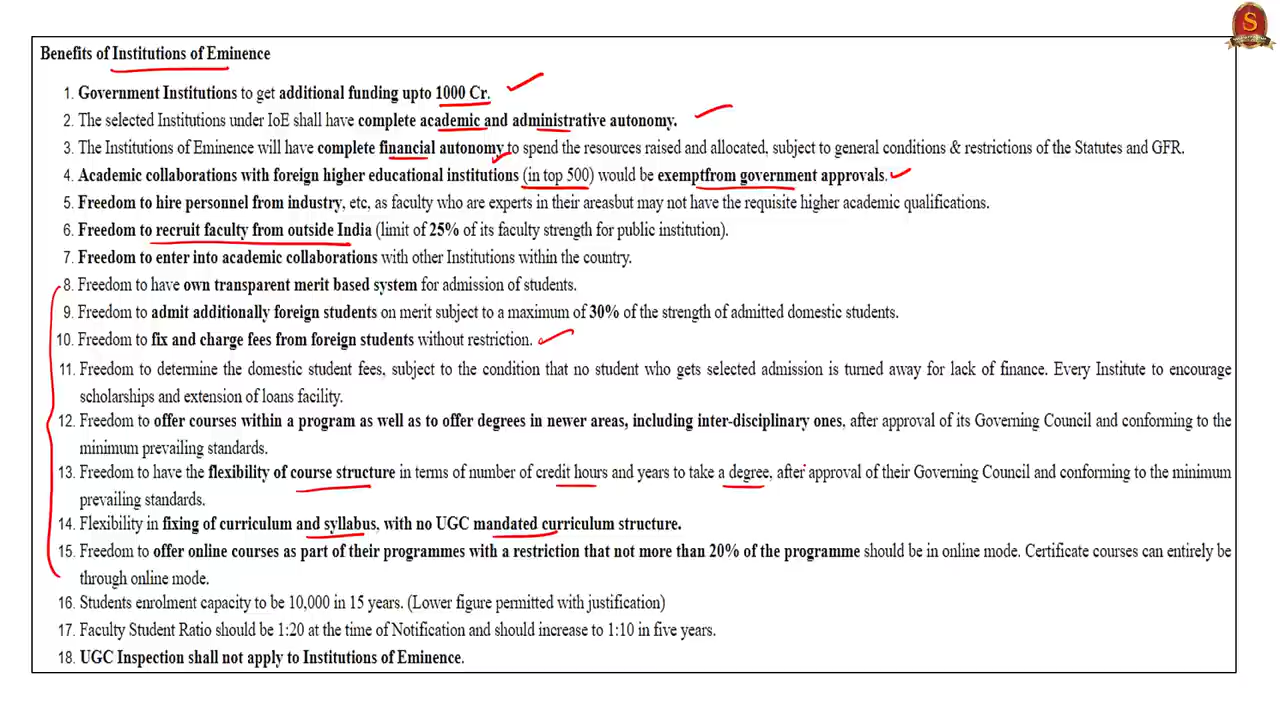 S
Benefits of Institutions of Eminence
1. Government Institutions to get additional funding upto 1000 Cr.
2. The selected Institutions under IoE shall have complete academic and administrative autonomy.
3. The Institutions of Eminence will have complete financial autonomy to spend the resources raised and allocated, subject to general conditions & restrictions of the Statutes and GFR.
4. Academic collaborations with foreign higher educational institutions (in top 500) would be exemptfrom government approvals.
5. Freedom to hire personnel from industry, etc, as faculty who are experts in their areasbut may not have the requisite higher academic qualifications.
6. Freedom to recruit faculty from outside India (limit of 25% of its faculty strength for public institution).
7. Freedom to enter into academic collaborations with other Institutions within the country.
8. Freedom to have own transparent merit based system for admission of students.
9. Freedom to admit additionally foreign students on merit subject to a maximum of 30% of the strength of admitted domestic students.
10. Freedom to fix and charge fees from foreign students without restriction.
11. Freedom to determine the domestic student fees, subject to the condition that no student who gets selected admission is turned away for lack of finance. Every Institute to encourage
scholarships and extension of loans facility.
12. Freedom to offer courses within a program as well as to offer degrees in newer areas, including inter-disciplinary ones, after approval of its Governing Council and conforming to the
minimum prevailing standards.
13. Freedom to have the flexibility of course structure in terms of number of credit hours and years to take a degree, after approval of their Governing Council and conforming to the minimum
prevailing standards.
14. Flexibility in fixing of curriculum and syllabus, with no UGC mandated curriculum structure.
15. Freedom to offer online courses as part of their programmes with a restriction that not more than 20% of the programme should be in online mode. Certificate courses can entirely be
through online mode.
16. Students enrolment capacity to be 10,000 in 15 years. (Lower figure permitted with justification)
17. Faculty Student Ratio should be 1:20 at the time of Notification and should increase to 1:10 in five years.
18. UGC Inspection shall not apply to Institutions of Eminence.